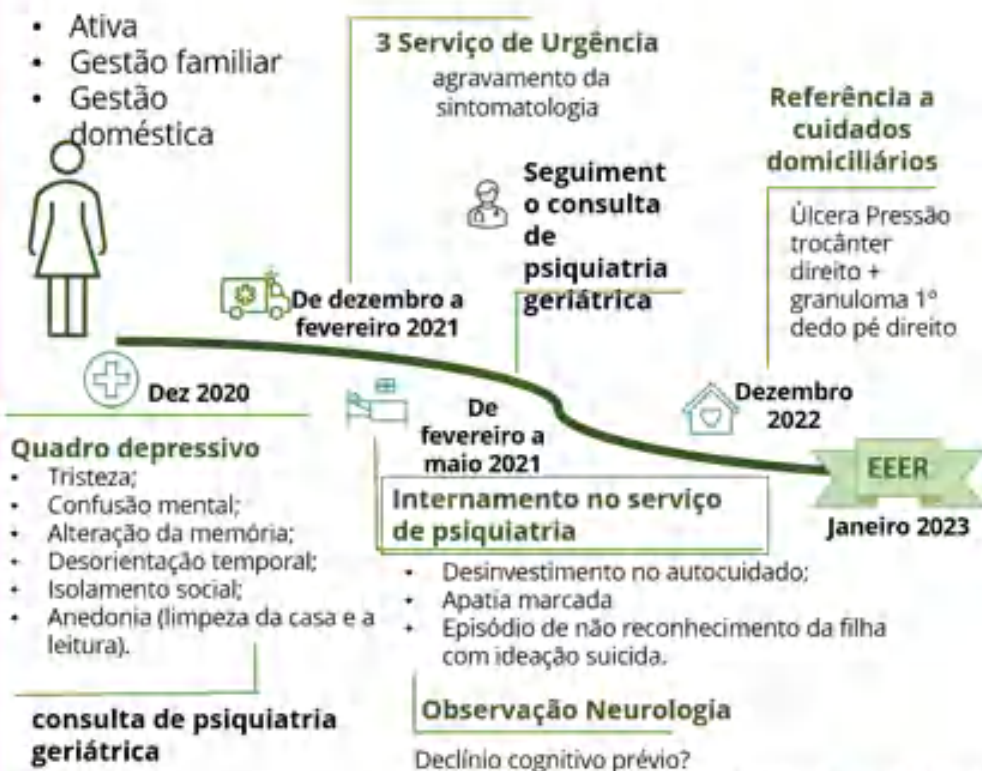 • Ativa
• Gestão familiar
• Gestão
doméstica
3 Serviço de Urgência
agravamento da
sintomatologia
Referência a
cuidados
domiciliários
Seguiment
o consulta
de
psiquiatria
geriátrica
Úlcera Pressão
trocânter
direito +
granuloma 1º
dedo pé direito
De dezembro a
fevereiro 2021
Dez 2020
De
fevereiro a
maio 2021
Dezembro
2022
EEER
Janeiro 2023
Quadro depressivo
• Tristeza;
• Confusão mental;
• Alteração da memória;
• Desorientação temporal;
• Isolamento social;
• Anedonia (limpeza da casa e a
leitura).
Internamento no serviço
de psiquiatria
• Desinvestimento no autocuidado;
• Apatia marcada
• Episódio de não reconhecimento da filha
com ideação suicida.
consulta de psiquiatria
geriátrica
Observação Neurologia
Declínio cognitivo prévio?